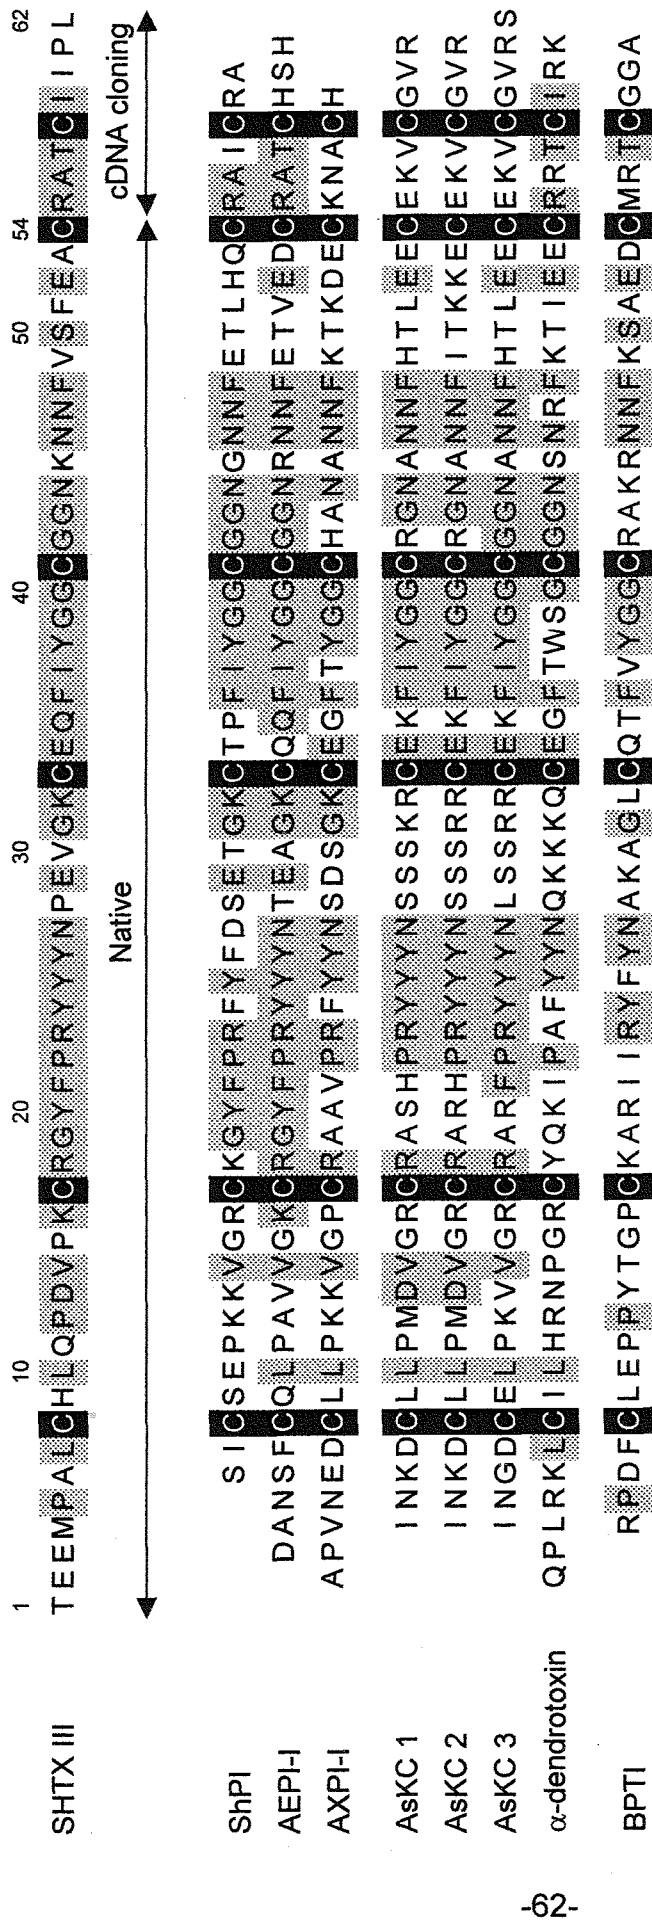 1 10 20 30 40 50 54 62
SHTX III TEEMPALCHLQPDVPKCRGYFPRYYYNPEVGKCEQFIYGGCGGNKNNFVSFEACRATCIIPL
Native cDNA cloning
ShPI SICSEPKKVGRCKGYFPRFYFDSETGKCTPFIYGGCGGNGNNFETLHQCRAICRA
AEPI-I DANSFCQLPAVVGKCRGYFPRYYYNTEAGKCQQFIYGGCGGNRNNFETVEDCRATCHSH
AXPI-I APVNEDCLLPKKVGPCRAAVPRFYYNSDSGKCEGFTYGGCHANANNFKTKDECKNACH
AsKC 1 INKDCLLPMDVGRCRASHPRYYYNSSSKRCEKFIYGGCRGNANNFHTLEECEKVCGVR
AsKC 2 INKDCLLPMDVGRCRARHPRYYYNSSSRRCEKFIYGGCRGNANNFITKKECEKVCGVR
AsKC 3 INGDCELPKVVGRCRARFPRYYYNLSSRRCEKFIYGGCGGNANNFHTLEECEKVCGVRS
α-dendrotoxin QPLRKLCILHRNPGRCYQKIPAFYYNQKKKQCEGFTWSGCGGNSNRFKTIEECRRTCIRK
BPTI RPDFCLEPPYTGPCKARIIRYFYNAKAGLCQTFVYGGCRAKRNNFKSAEDCMRTCGGA
-62-